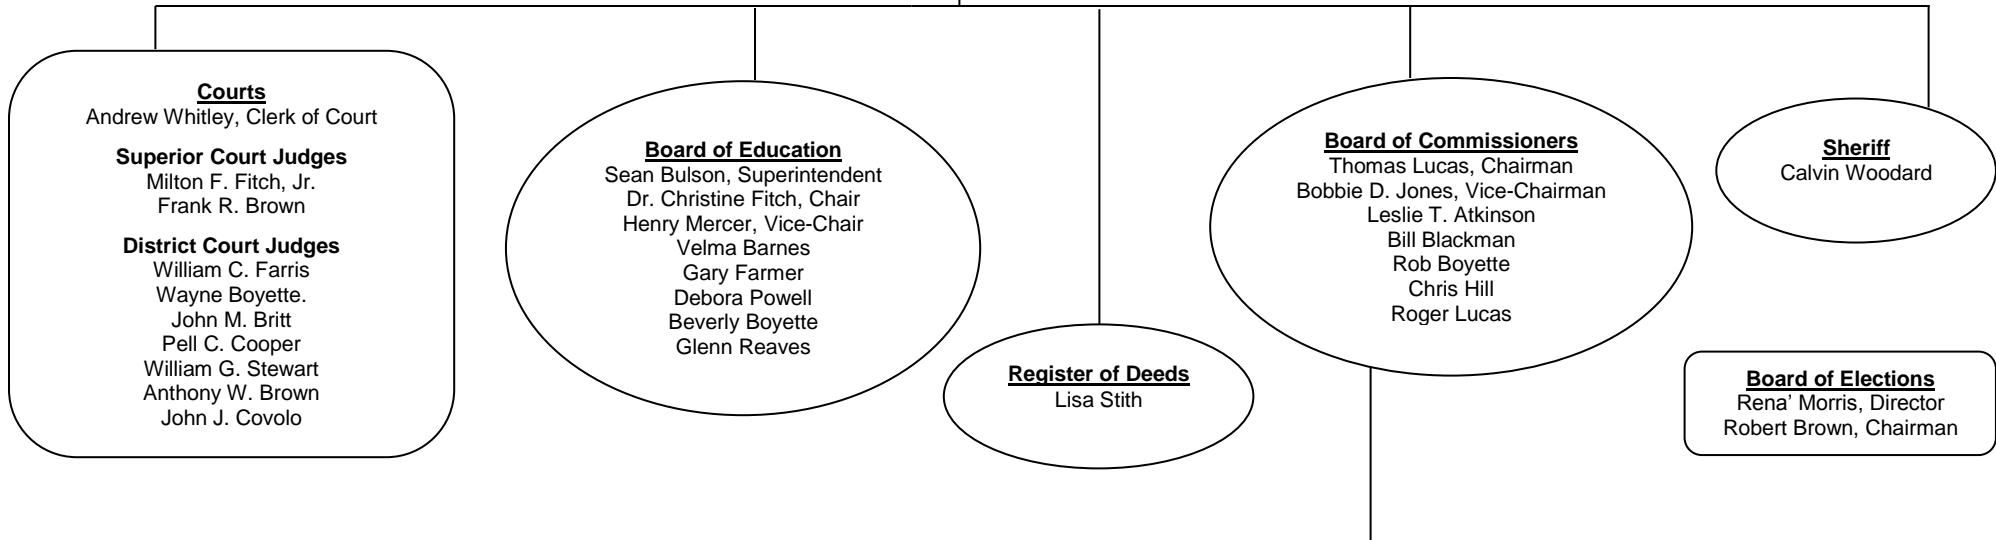 Courts
Andrew Whitley, Clerk of Court
Superior Court Judges
Milton F. Fitch, Jr.
Frank R. Brown
District Court Judges
William C. Farris
Wayne Boyette.
John M. Britt
Pell C. Cooper
William G. Stewart
Anthony W. Brown
John J. Covolo
Board of Education
Sean Bulson, Superintendent
Dr. Christine Fitch, Chair
Henry Mercer, Vice-Chair
Velma Barnes
Gary Farmer
Debora Powell
Beverly Boyette
Glenn Reaves
Register of Deeds
Lisa Stith
Board of Commissioners
Thomas Lucas, Chairman
Bobbie D. Jones, Vice-Chairman
Leslie T. Atkinson
Bill Blackman
Rob Boyette
Chris Hill
Roger Lucas
Sheriff
Calvin Woodard
Board of Elections
Rena’ Morris, Director
Robert Brown, Chairman